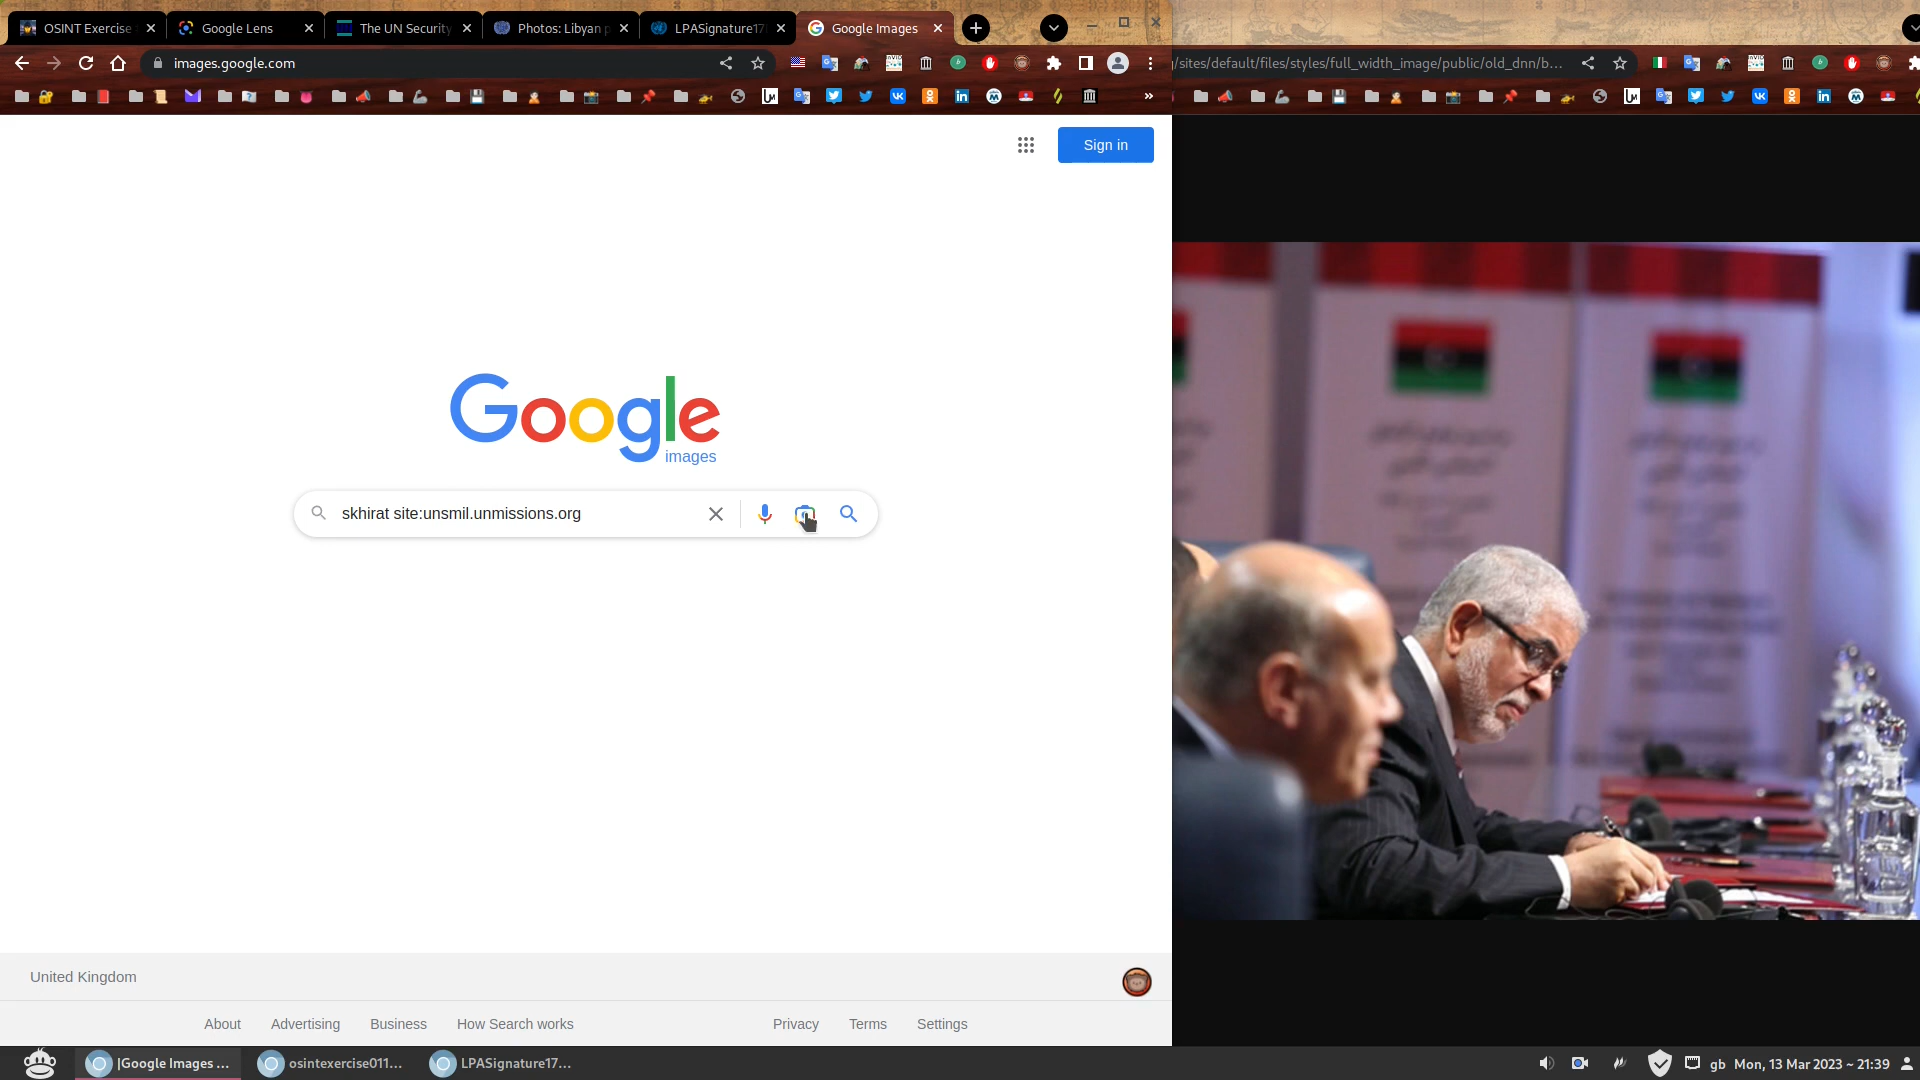 OSINT Exercise
Google Lens
The UN Security
Photos: Libyan p
LPASignature17
Google Images
images.google.com
/sites/default/files/styles/full_width_image/public/old_dnn/b...
Sign in
Google
images
skhirat site:unsmil.unmissions.org
United Kingdom
About
Advertising
Business
How Search works
Privacy
Terms
Settings
|Google Images ...
osintexercise011...
LPASignature17...
gb
Mon, 13 Mar 2023 ~ 21:39